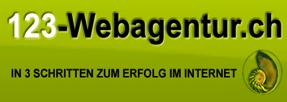 123-Webagentur.ch
IN 3 SCHRITTEN ZUM ERFOLG IM INTERNET